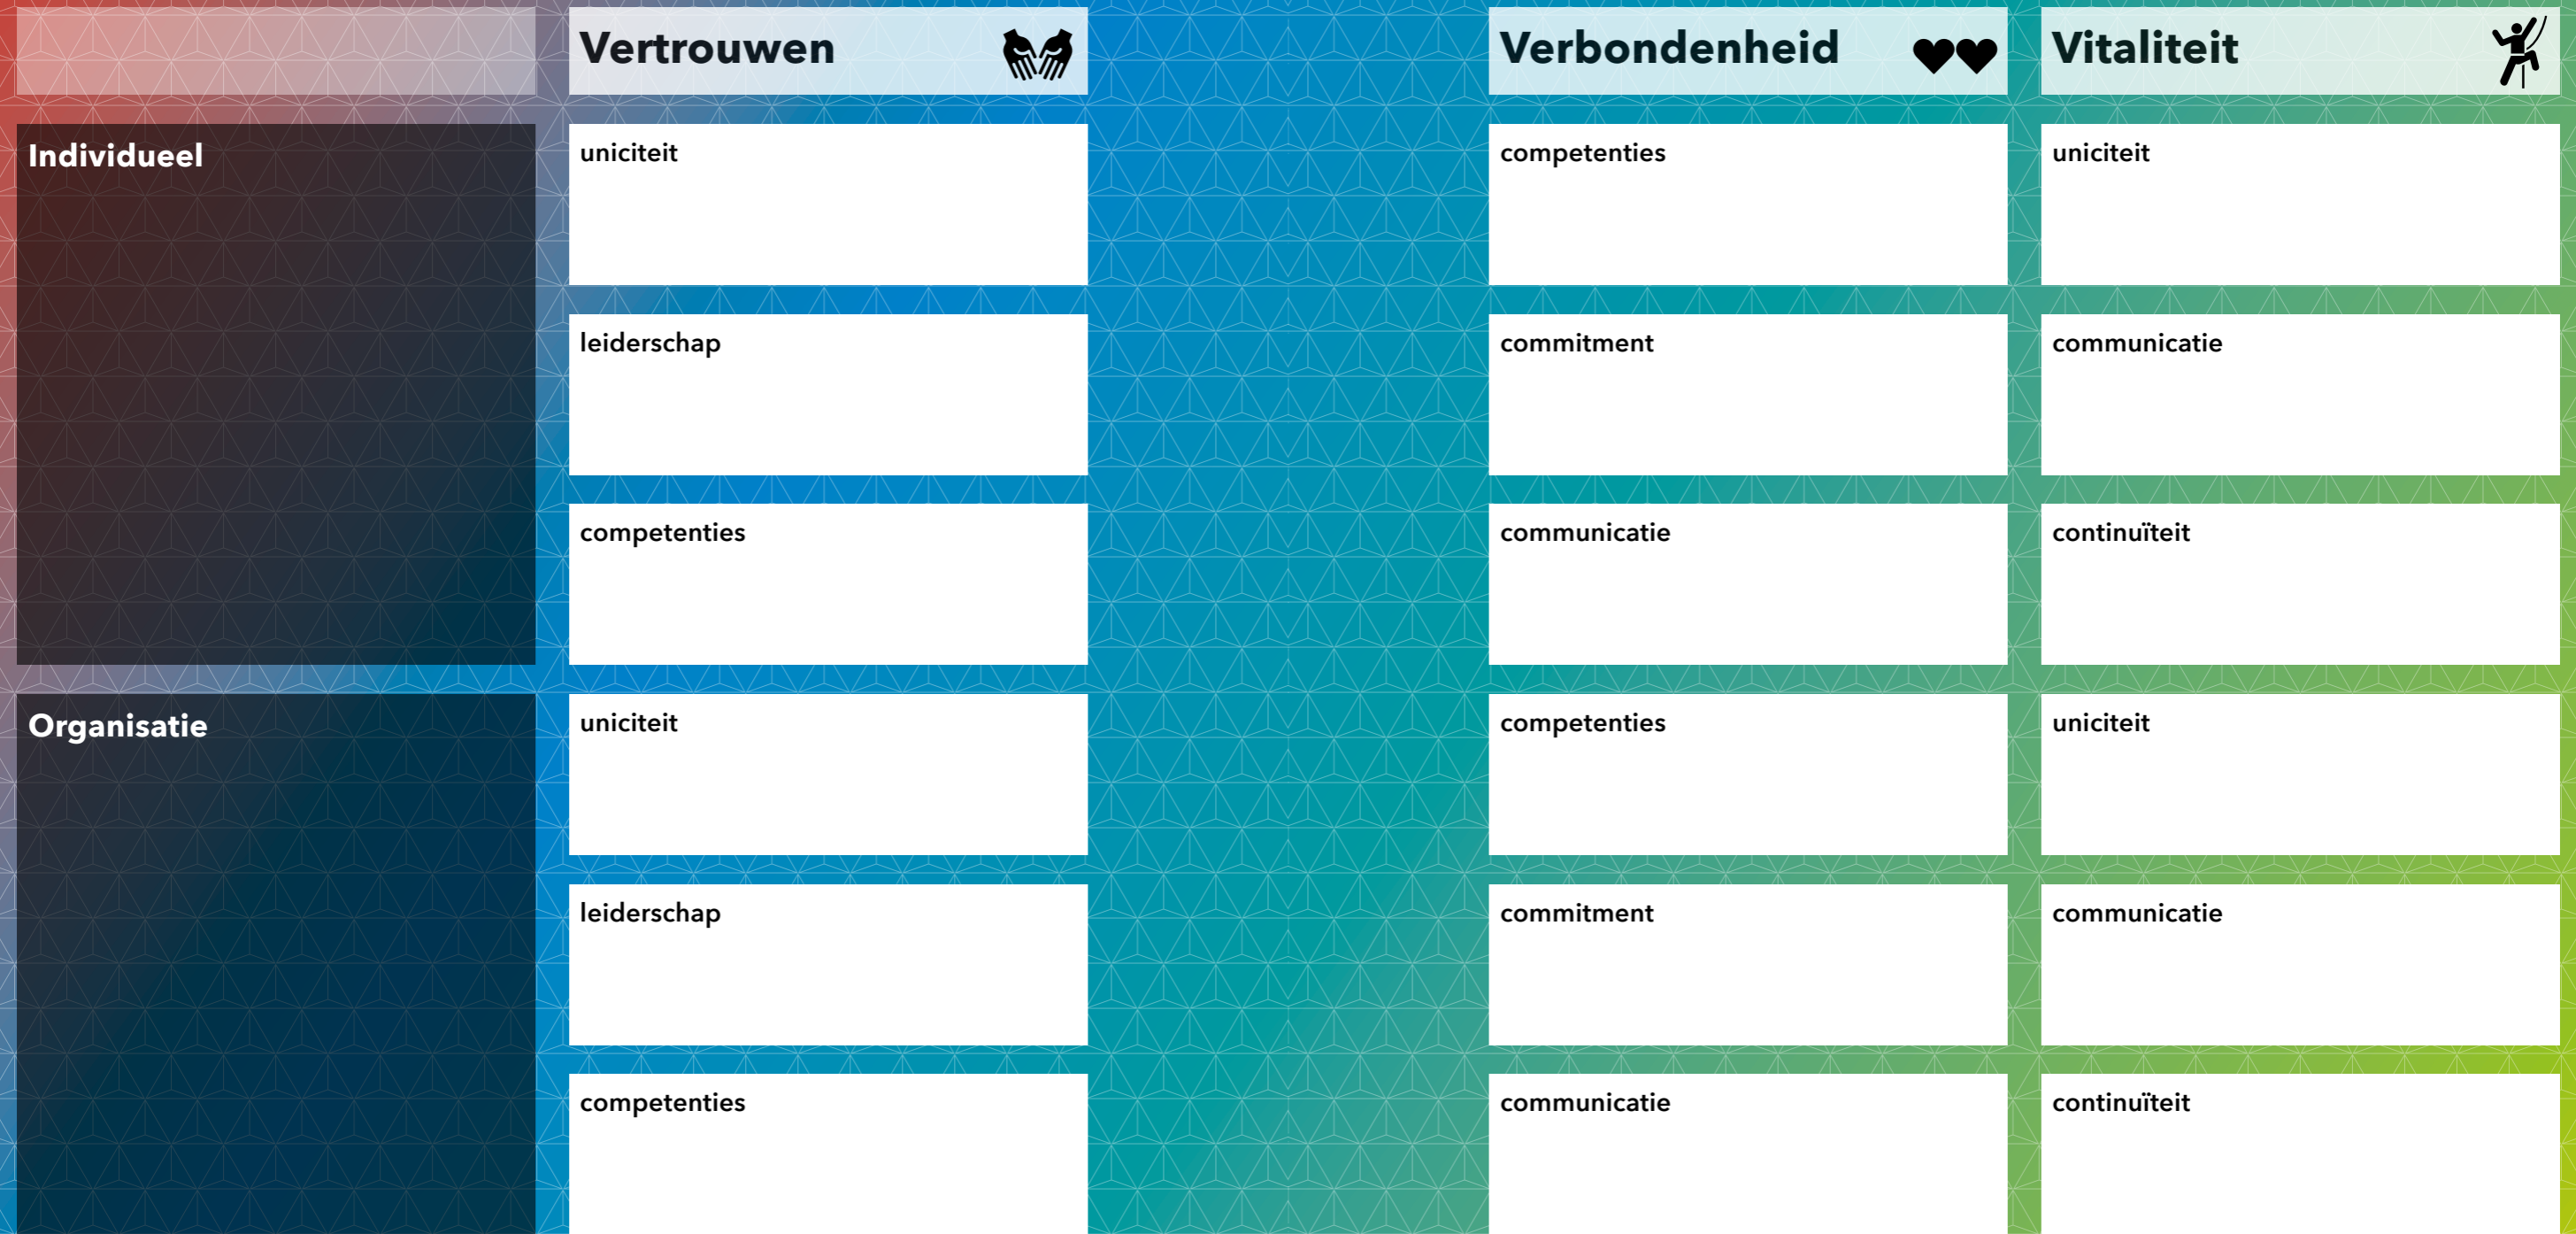 Vertrouwen
Verbondenheid
Vitaliteit
Individueel
uniciteit
competenties
uniciteit
leiderschap
commitment
communicatie
competenties
communicatie
continuïteit
Organisatie
uniciteit
competenties
uniciteit
leiderschap
commitment
communicatie
competenties
communicatie
continuïteit